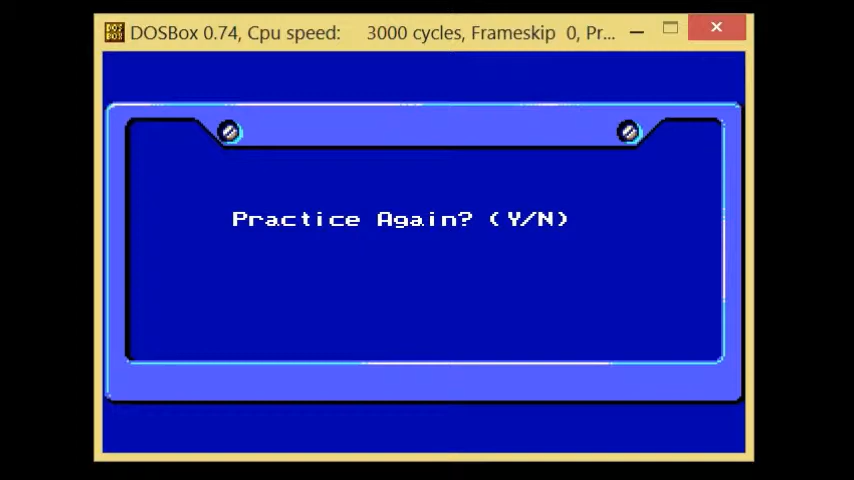 DOSBox 0.74, Cpu speed: 3000 cycles, Frameskip 0, Pr...
Practice Again? (Y/N)